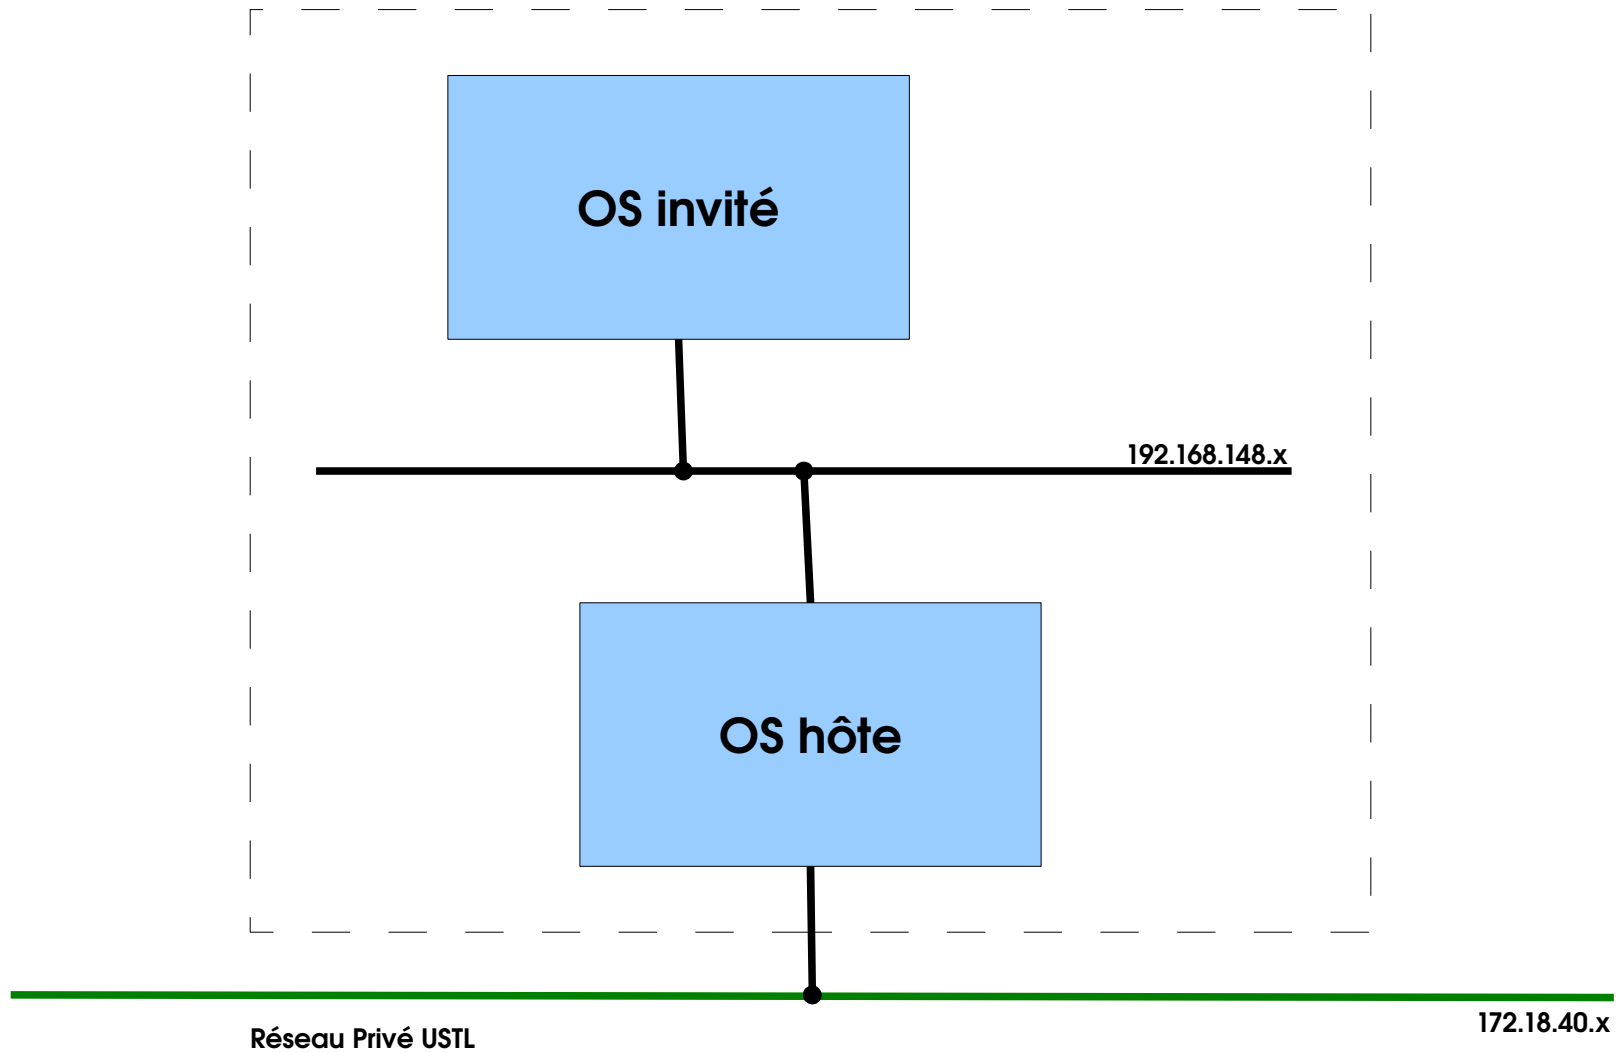 OS invité
192.168.148.x
OS hôte
172.18.40.x
Réseau Privé USTL